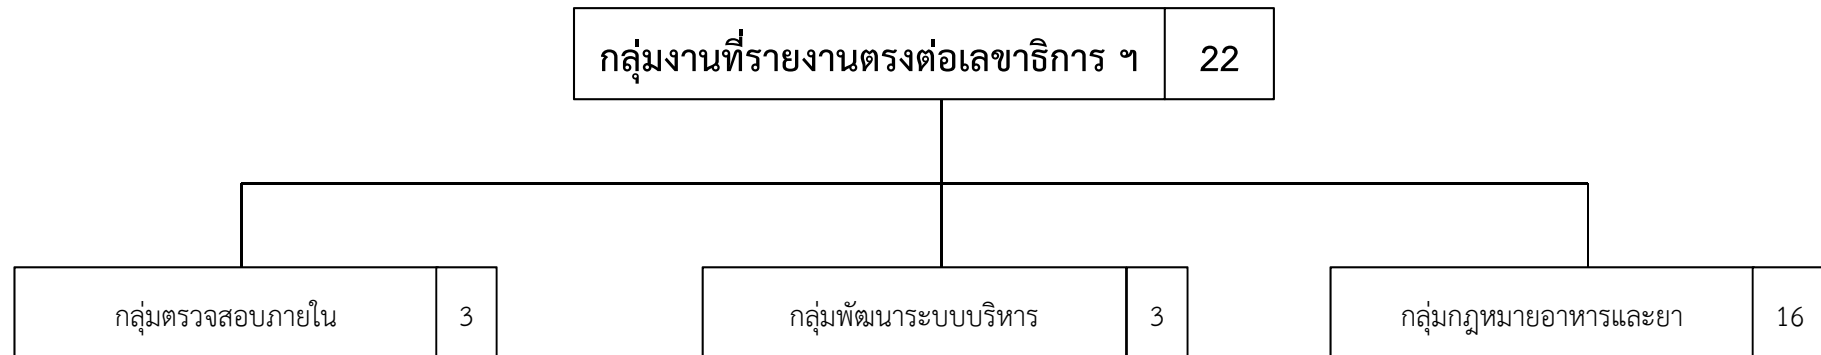 กลุ่มงานที่รายงานตรงต่อเลขาธิการ ฯ 22
กลุ่มตรวจสอบภายใน 3 กลุ่มพัฒนาระบบบริหาร 3 กลุ่มกฎหมายอาหารและยา 16